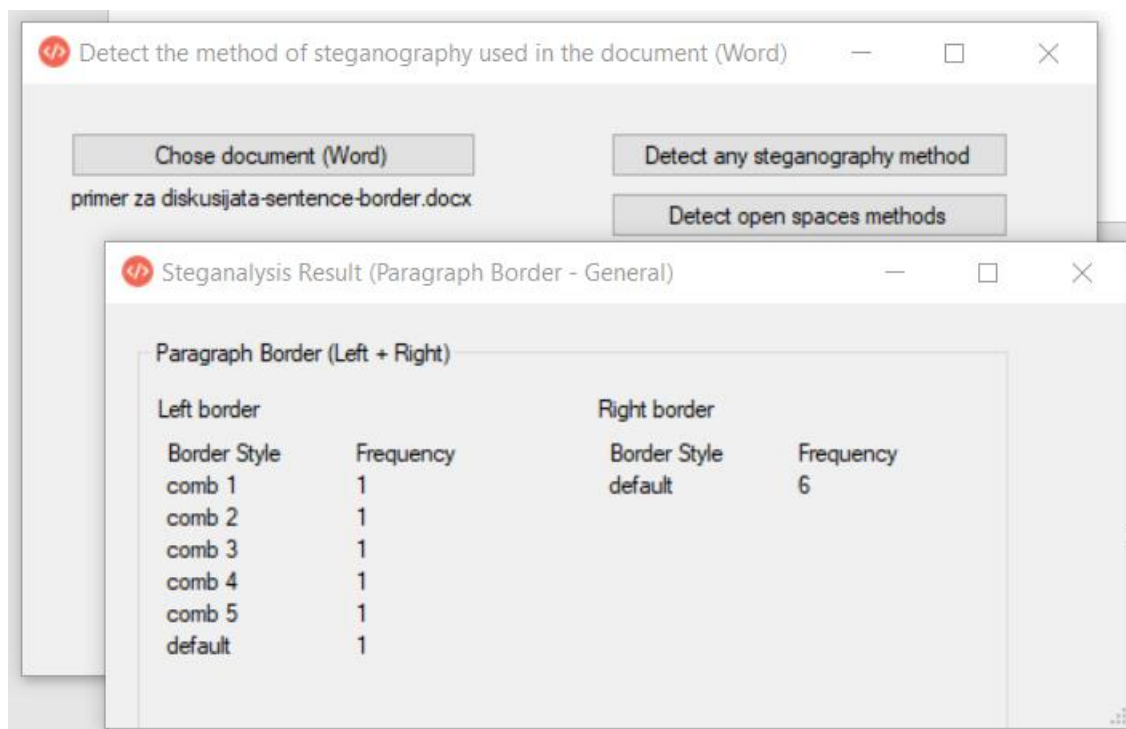 Detect the method of steganography used in the document (Word)
Chose document (Word)
Detect any steganography method
primer za diskusijata-sentence-border.docx
Detect open spaces methods
Steganalysis Result (Paragraph Border - General)
Paragraph Border (Left + Right)
Left border
Right border
Border Style Frequency Border Style Frequency
comb 1 1 default 6
comb 2 1
comb 3 1
comb 4 1
comb 5 1
default 1